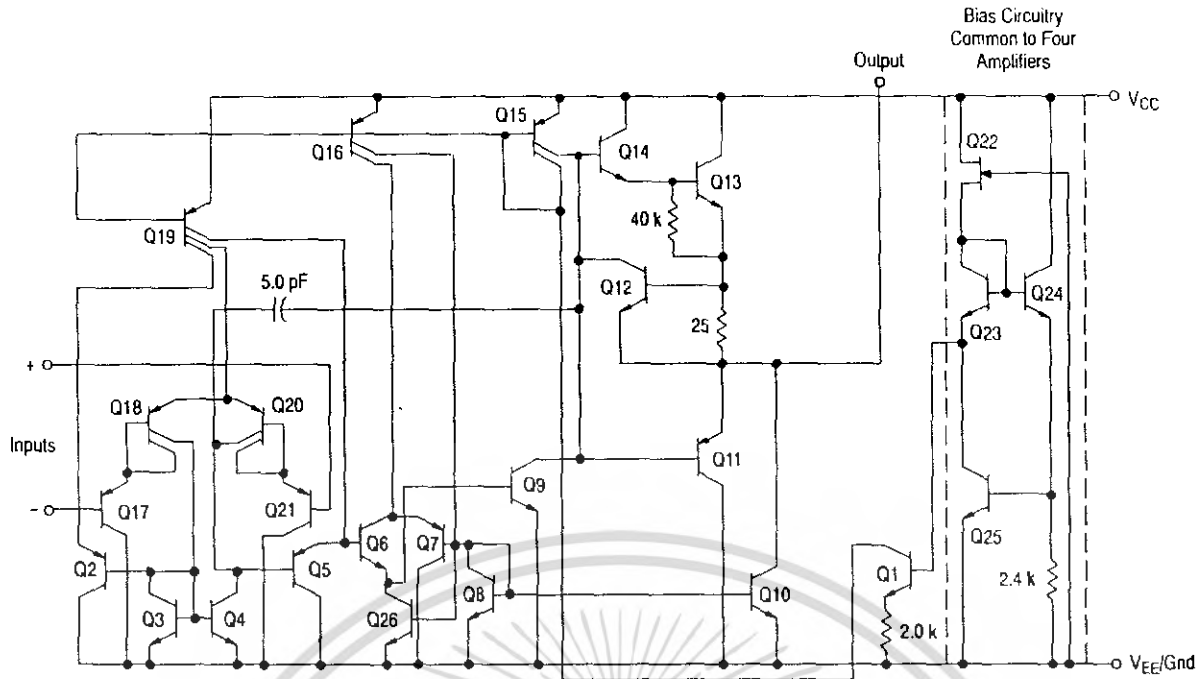 Bias Circuitry
Common to Four
Amplifiers
Output
VCC
Q15
Q16
Q14
Q13
Q22
40 k
Q19
5.0 pF
Q12
Q24
25
Q23
+
Q18
Q20
Inputs
Q11
Q9
-
Q17
Q21
Q6
Q7
Q25
Q2
Q5
Q1
2.4 k
Q3
Q4
Q26
Q8
Q10
2.0 k
VEE/Gnd